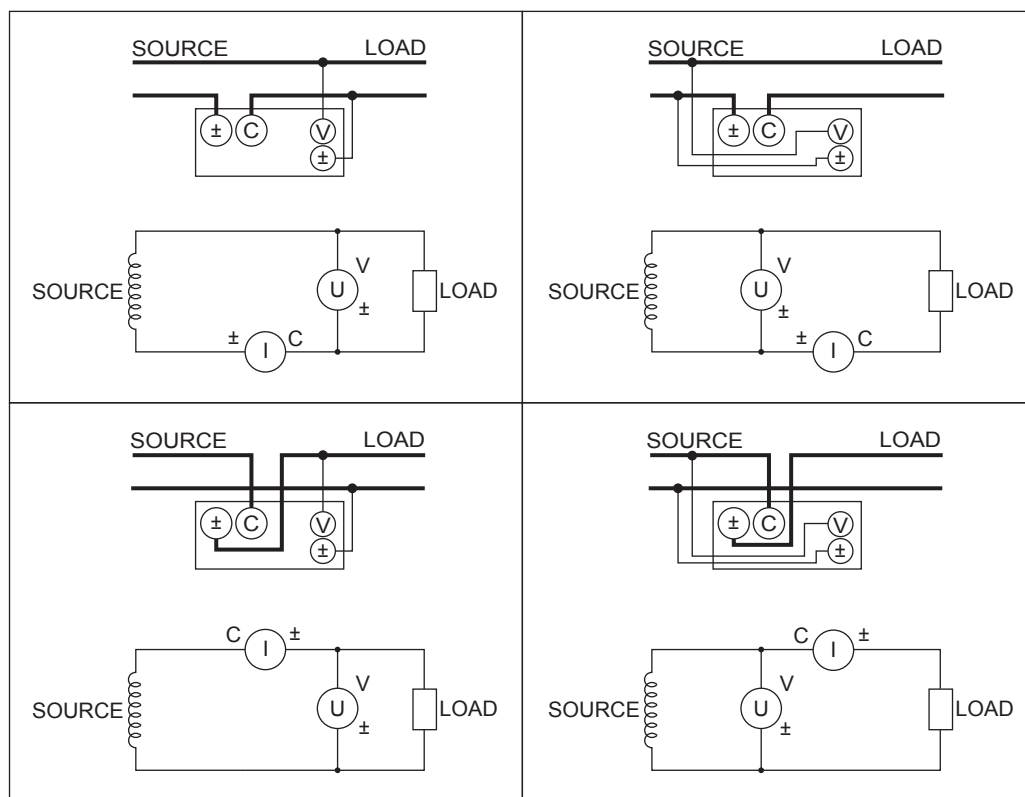 SOURCE LOAD
± C V
±
V
SOURCE U LOAD
±
± I C
SOURCE LOAD
± C V
±
V
SOURCE U LOAD
±
± I C
SOURCE LOAD
± C V
±
C I ±
V
SOURCE U LOAD
±
SOURCE LOAD
± C V
±
C I ±
V
SOURCE U LOAD
±